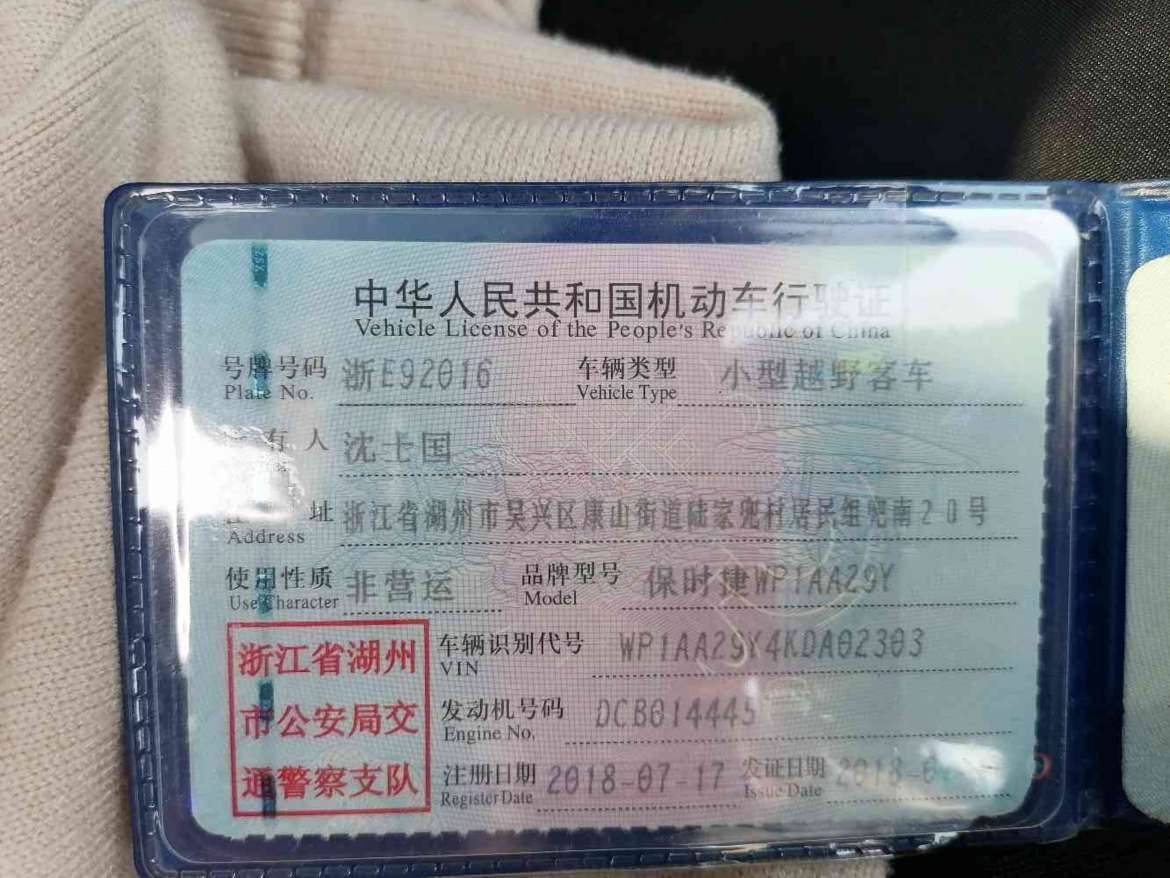 中华人民共和国机动车行驶证
Vehicle License of the People's Republic of China
号牌号码 浙E92016 车辆类型 小型越野客车
Plate No. Vehicle Type
有人 沈士国
址 浙江省湖州市吴兴区康山街道陆家兜村居民组兜南20号
Address
使用性质 非营运 品牌型号 保时捷WP1AA29Y
Use Character Model
浙江省湖州 车辆识别代号 WP1AA29Y4KDA02303
VIN
市公安局交 发动机号码 DCB014445
Engine No.
通警察支队 注册日期 2018-07-17 发证日期 2018-0
Register Date Issue Date